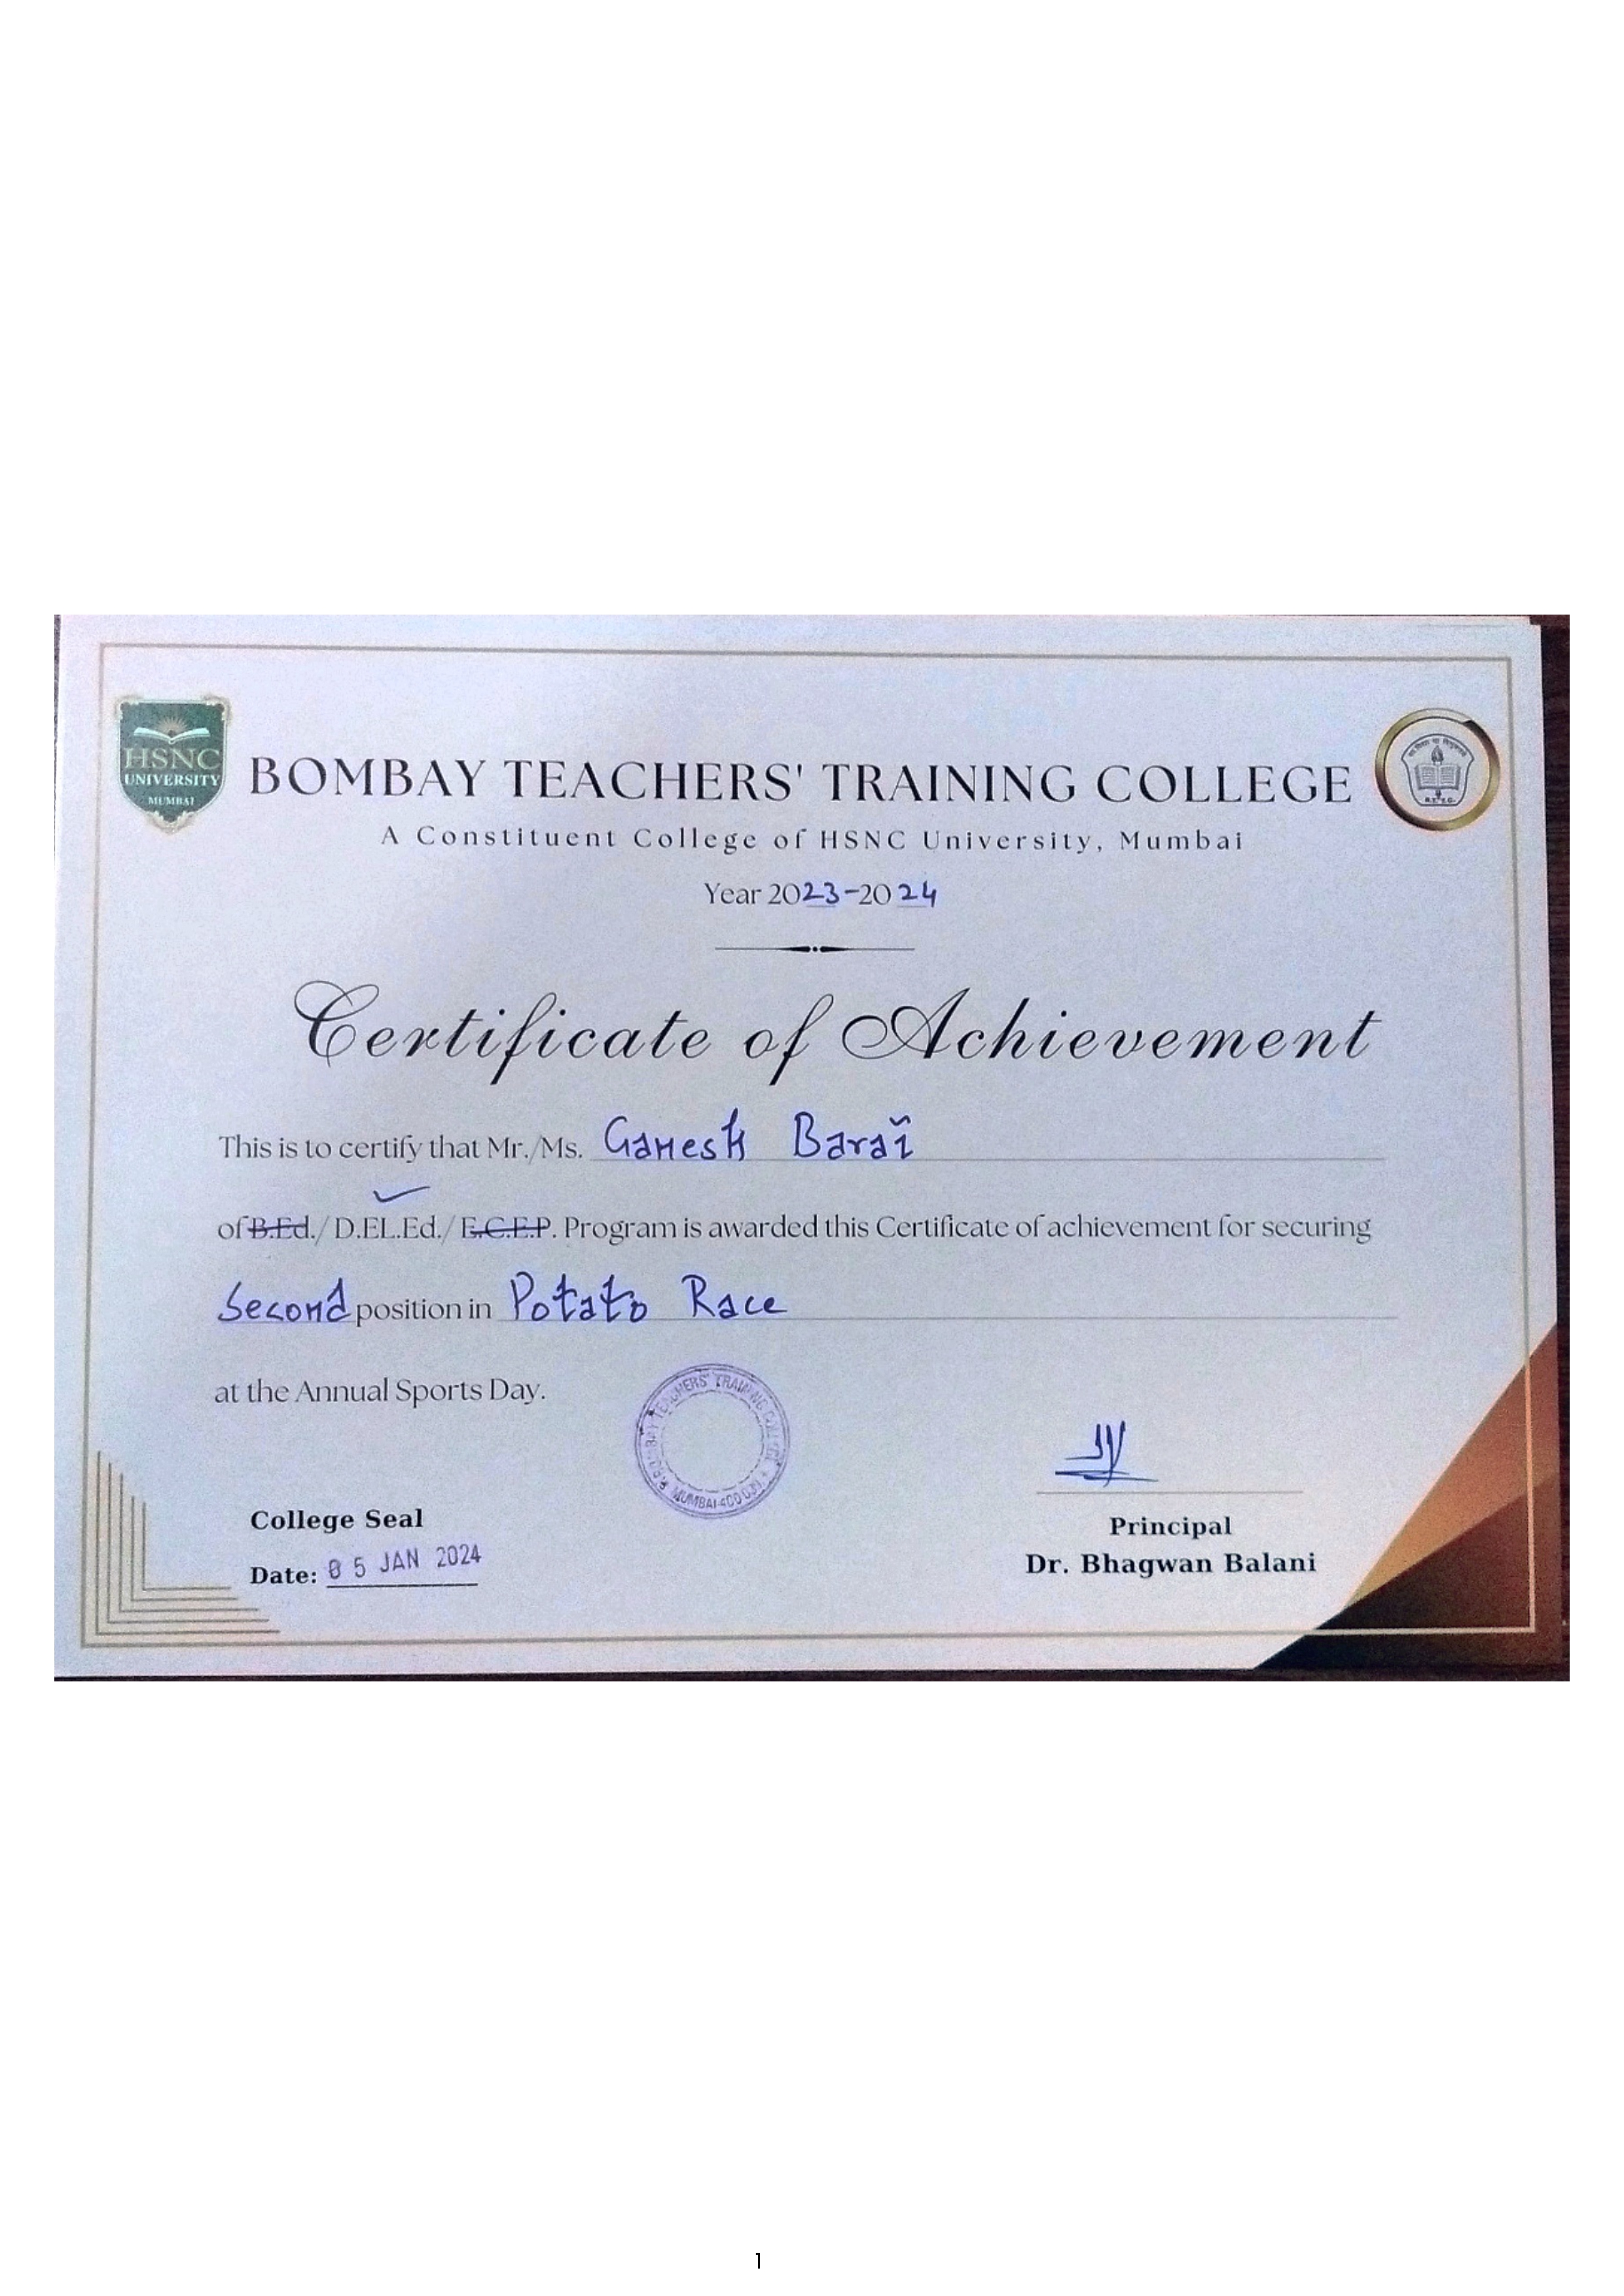 HSNC
UNIVERSITY
MUMBAI
BOMBAY TEACHERS' TRAINING COLLEGE
A Constituent College of HSNC University, Mumbai
Year 2023-2024
Certificate of Achievement
This is to certify that Mr./Ms. Ganesh Barai
of B.Ed./ D.EL.Ed./ E.C.E.P. Program is awarded this Certificate of achievement for securing
Second position in Potato Race
at the Annual Sports Day.
BOMBAY TEACHERS' TRAINING COLLEGE
MUMBAI
College Seal
Date: 05 JAN 2024
Principal
Dr. Bhagwan Balani
1